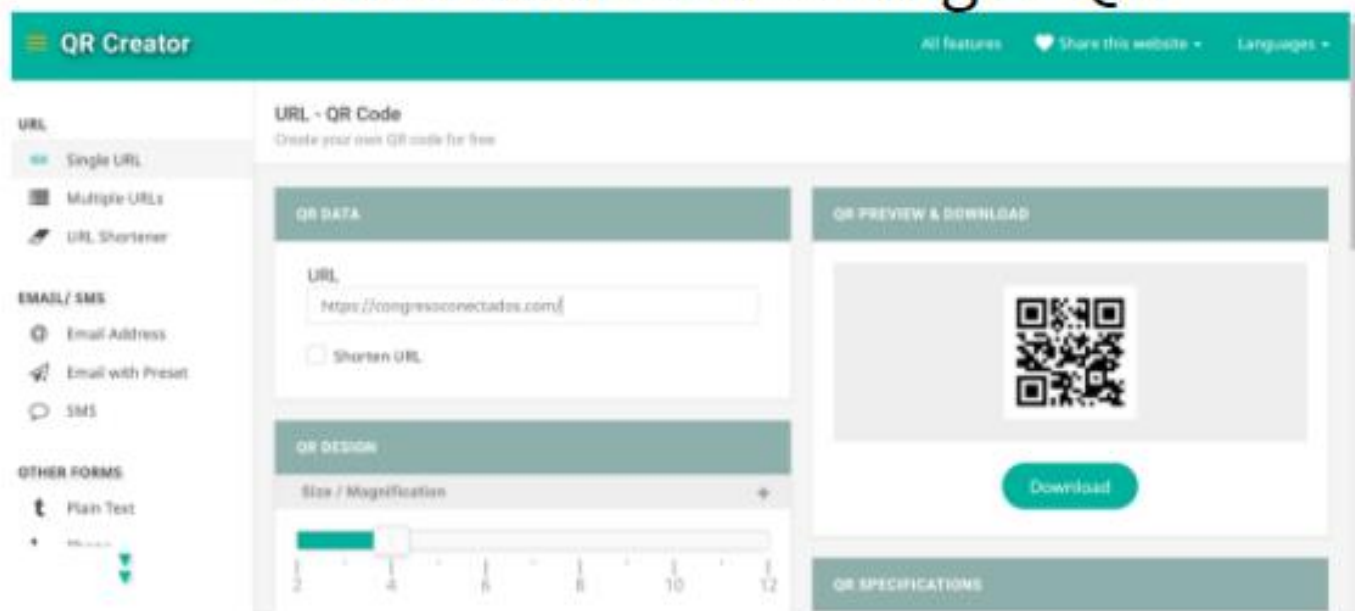 QR Creator
All features
Share this website
Languages
URL
Single URL
Multiple URLs
URL Shortener
EMAIL/ SMS
@ Email Address
Email with Preset
SMS
OTHER FORMS
t Plain Text
URL - QR Code
Create your own QR code for free
QR DATA
URL
https://congresoconectados.com/
Shorten URL
QR DESIGN
Size / Magnification +
2 4 6 8 10 12
QR PREVIEW & DOWNLOAD
Download
QR SPECIFICATIONS